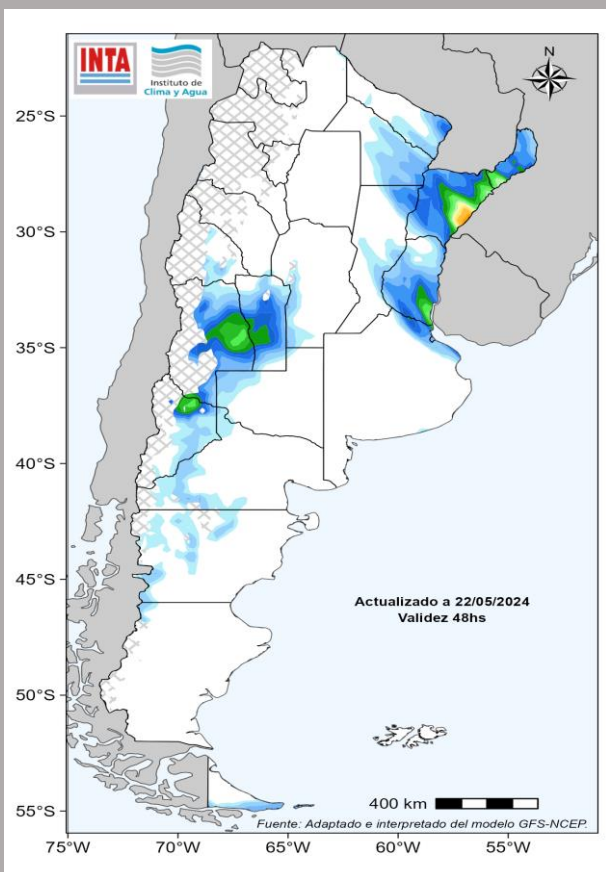 INTA
Instituto de
Clima y Agua
N
25°S
30°S
35°S
40°S
45°S
50°S
55°S
Actualizado a 22/05/2024
Validez 48hs
400 km
Fuente: Adaptado e interpretado del modelo GFS-NCEP.
75°W
70°W
65°W
60°W
55°W